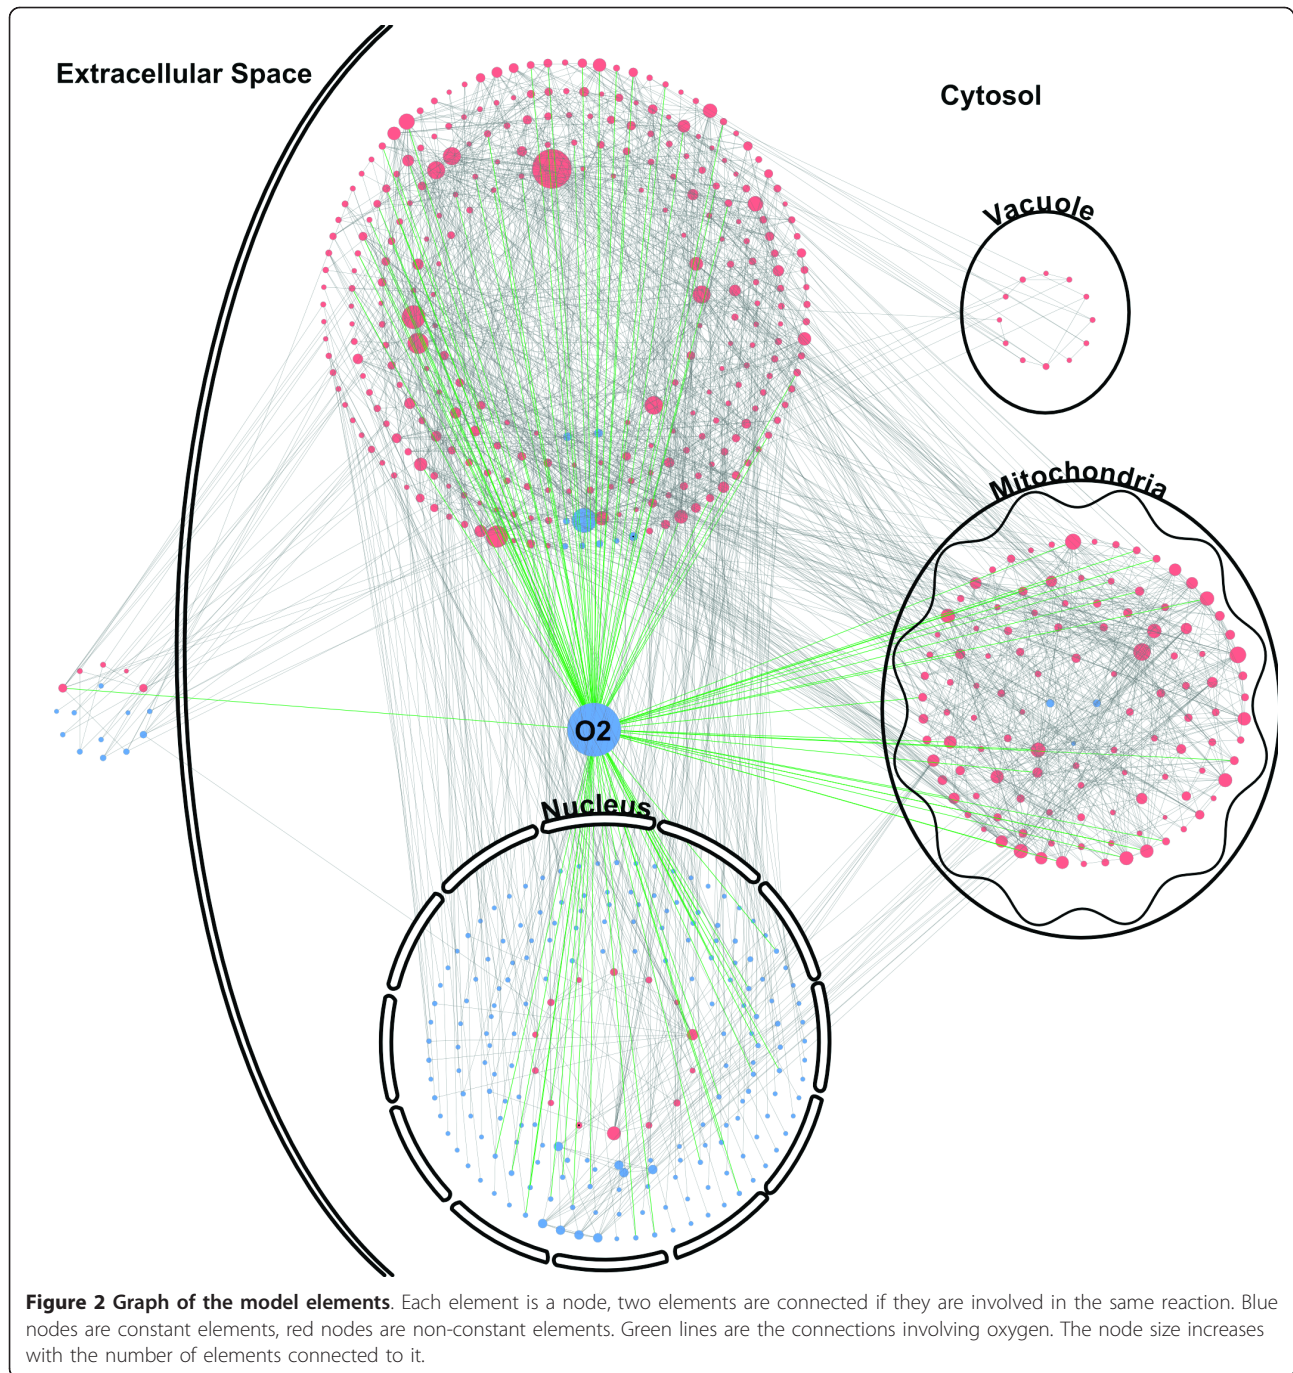 Extracellular Space
Cytosol
Vacuole
Mitochondria
O2
Nucleus
Figure 2 Graph of the model elements. Each element is a node, two elements are connected if they are involved in the same reaction. Blue
nodes are constant elements, red nodes are non-constant elements. Green lines are the connections involving oxygen. The node size increases
with the number of elements connected to it.